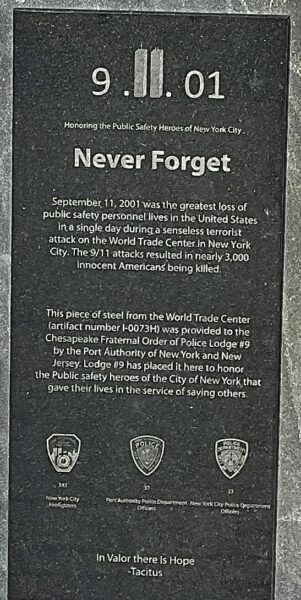 9 . . 01
Honoring the Public Safety Heroes of New York City .
Never Forget
September 11, 2001 was the greatest loss of
public safety personnel lives in the United States
in a single day during a senseless terrorist
attack on the World Trade Center in New York
City. The 9/11 attacks resulted in nearly 3,000
innocent Americans being killed.
This piece of steel from the World Trade Center
(artifact number I-0073H) was provided to the
Chesapeake Fraternal Order of Police Lodge #9
by the Port Authority of New York and New
Jersey. Lodge #9 has placed it here to honor
the Public safety heroes of the City of New York that
gave their lives in the service of saving others.
POLICE
POLICE
343
New York City
Firefighters
37
Port Authority Police Department
Officers
23
New York City Police Department
Officers
In Valor there Is Hope
-Tacitus